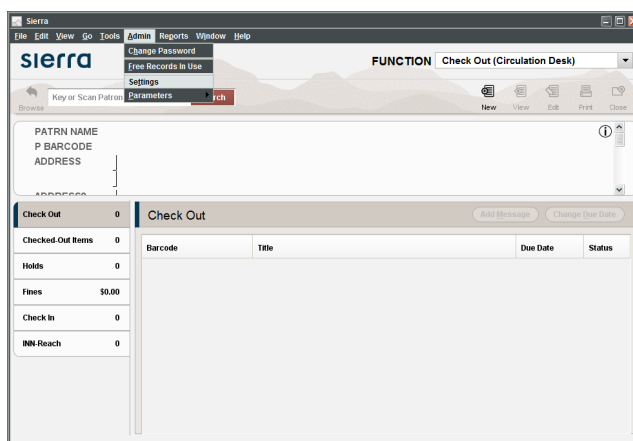 Sierra
File Edit View Go Tools Admin Reports Window Help
Change Password
Free Records In Use
Settings
Parameters
sierra
FUNCTION Check Out (Circulation Desk)
Browse
Key or Scan Patron
rch
New View Edit Print Close
PATRN NAME
P BARCODE
ADDRESS
ADDRESS2
Check Out 0
Checked-Out Items 0
Holds 0
Fines $0.00
Check In 0
INN-Reach 0
Check Out
Add Message Change Due Date
Barcode Title Due Date Status